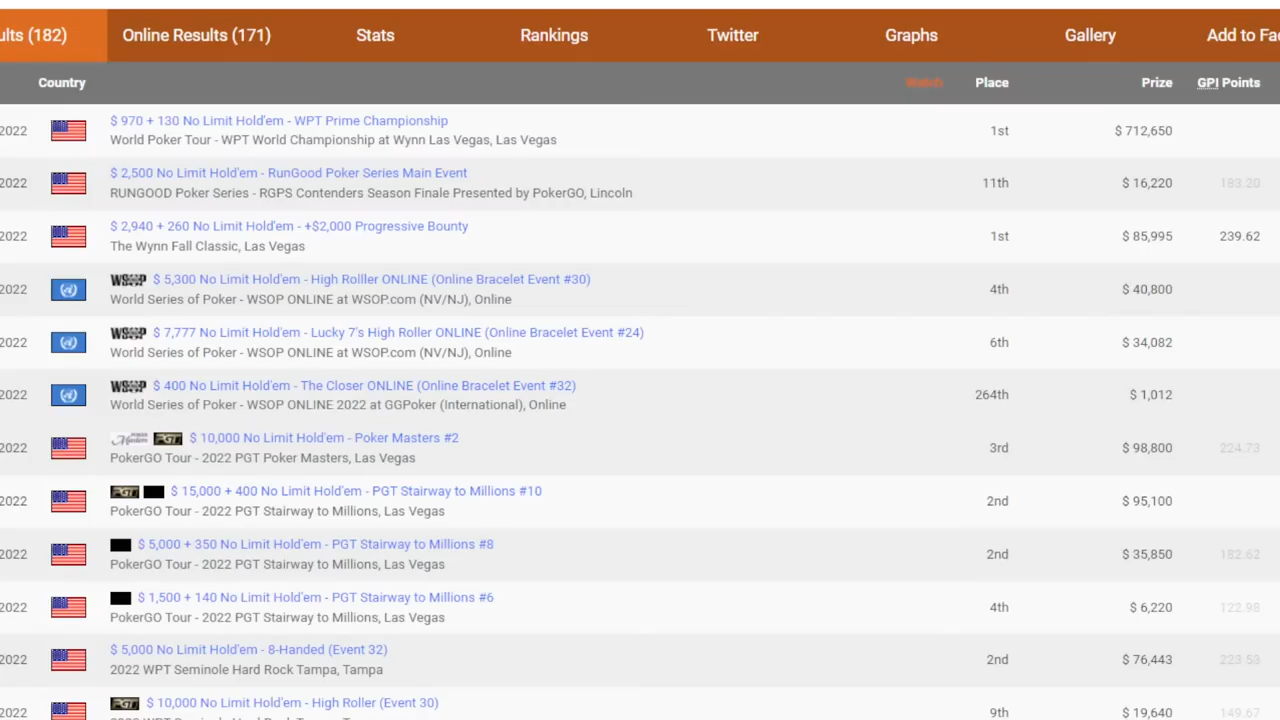 ults (182) Online Results (171) Stats Rankings Twitter Graphs Gallery Add to Fa
Country Watch Place Prize GPI Points
2022 $ 970 + 130 No Limit Hold'em - WPT Prime Championship 1st $ 712,650
World Poker Tour - WPT World Championship at Wynn Las Vegas, Las Vegas
2022 $ 2,500 No Limit Hold'em - RunGood Poker Series Main Event 11th $ 16,220 183.20
RUNGOOD Poker Series - RGPS Contenders Season Finale Presented by PokerGO, Lincoln
2022 $ 2,940 + 260 No Limit Hold'em - +$2,000 Progressive Bounty 1st $ 85,995 239.62
The Wynn Fall Classic, Las Vegas
2022 WSOP $ 5,300 No Limit Hold'em - High Rolller ONLINE (Online Bracelet Event #30) 4th $ 40,800
World Series of Poker - WSOP ONLINE at WSOP.com (NV/NJ), Online
2022 WSOP $ 7,777 No Limit Hold'em - Lucky 7's High Roller ONLINE (Online Bracelet Event #24) 6th $ 34,082
World Series of Poker - WSOP ONLINE at WSOP.com (NV/NJ), Online
2022 WSOP $ 400 No Limit Hold'em - The Closer ONLINE (Online Bracelet Event #32) 264th $ 1,012
World Series of Poker - WSOP ONLINE 2022 at GGPoker (International), Online
2022 Masters PGT $ 10,000 No Limit Hold'em - Poker Masters #2 3rd $ 98,800 224.73
PokerGO Tour - 2022 PGT Poker Masters, Las Vegas
2022 PGT $ 15,000 + 400 No Limit Hold'em - PGT Stairway to Millions #10 2nd $ 95,100
PokerGO Tour - 2022 PGT Stairway to Millions, Las Vegas
2022 $ 5,000 + 350 No Limit Hold'em - PGT Stairway to Millions #8 2nd $ 35,850 182.62
PokerGO Tour - 2022 PGT Stairway to Millions, Las Vegas
2022 $ 1,500 + 140 No Limit Hold'em - PGT Stairway to Millions #6 4th $ 6,220 122.98
PokerGO Tour - 2022 PGT Stairway to Millions, Las Vegas
2022 $ 5,000 No Limit Hold'em - 8-Handed (Event 32) 2nd $ 76,443 223.53
2022 WPT Seminole Hard Rock Tampa, Tampa
2022 PGT $ 10,000 No Limit Hold'em - High Roller (Event 30) 9th $ 19,640 149.67